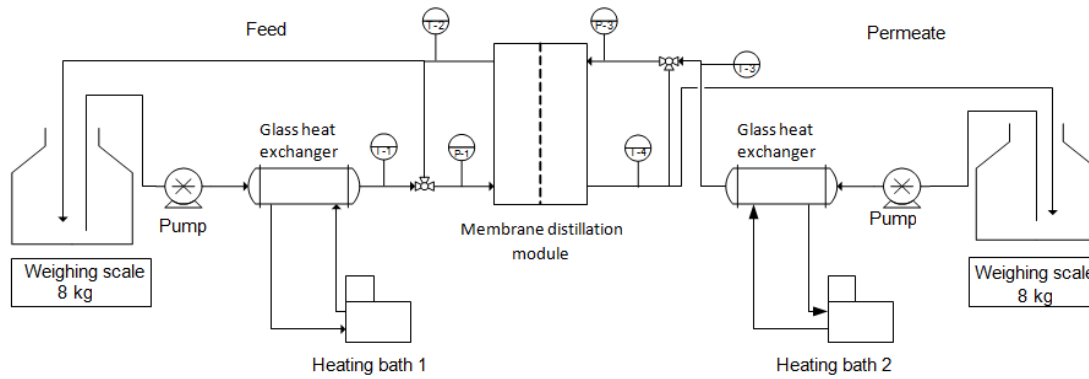 Feed
Permeate
T-2
P-3
T-3
Glass heat
exchanger
T-1
P-1
T-4
Glass heat
exchanger
Pump
Pump
Membrane distillation
module
Weighing scale
8 kg
Weighing scale
8 kg
Heating bath 1
Heating bath 2